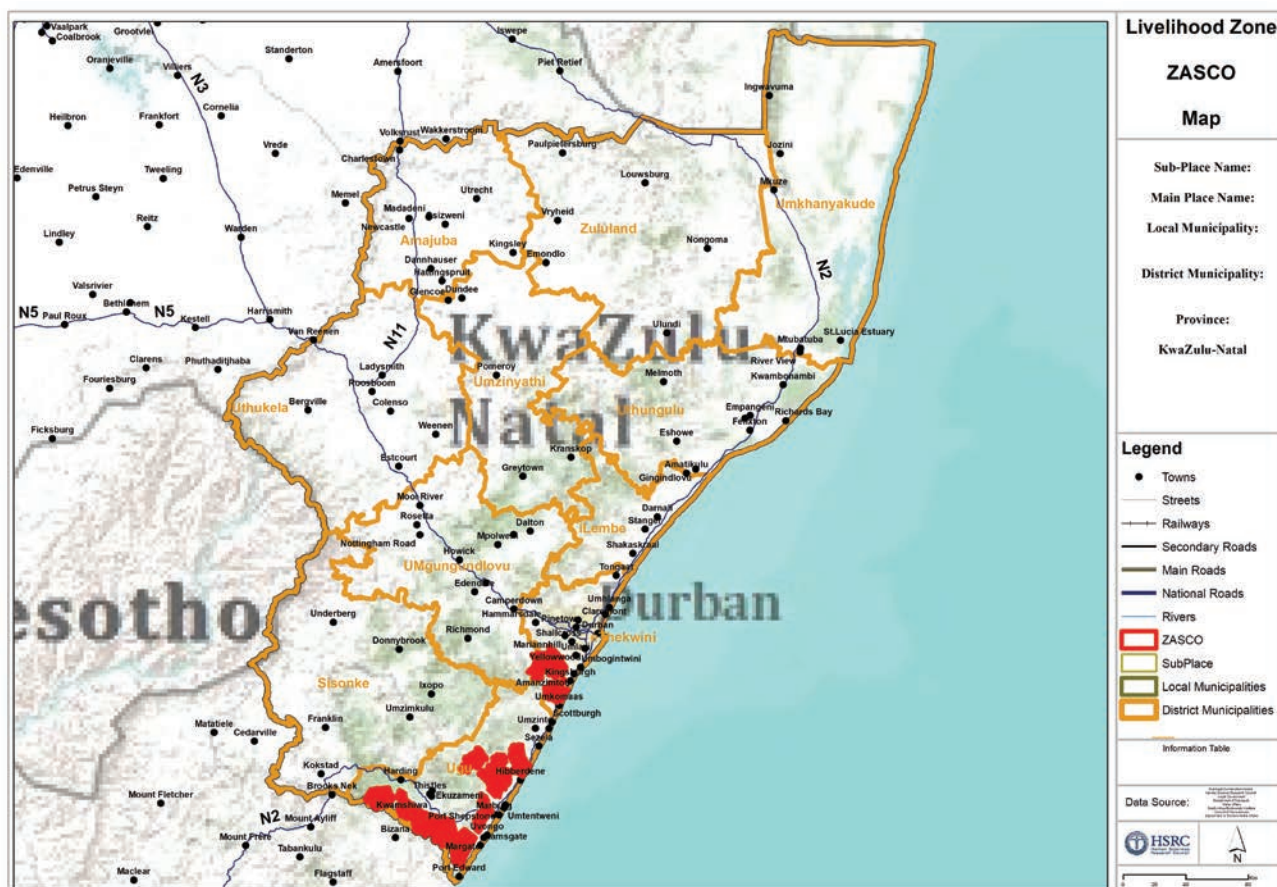 Livelihood Zone
ZASCO
Map
Sub-Place Name:
Main Place Name:
Local Municipality:
District Municipality:
Province:
KwaZulu-Natal
Legend
Towns
Streets
Railways
Secondary Roads
Main Roads
National Roads
Rivers
ZASCO
SubPlace
Local Municipalities
District Municipalities
Information Table
Data Source:
HSRC
N
Vaalpark
Grootvlei
Coalbrook
Standerton
Iswepe
Oranjeville
Villiers
Amersfoort
Piet Retief
N3
Ingwavuma
Cornelia
Heilbron
Frankfort
Volksrust
Wakkerstroom
Vrede
Charlestown
Paulpietersburg
Jozini
Edenville
Tweeling
Louwsburg
Petrus Steyn
Memel
Utrecht
Mkuze
Umkhanyakude
Madadeni
Osizweni
Vryheid
Reitz
Newcastle
Zululand
Lindley
Warden
Amajuba
Kingsley
Nongoma
Dannhauser
Emondlo
N2
Hattingspruit
Valsrivier
Glencoe
Dundee
Bethlehem
N5
N5
Harrismith
Paul Roux
Kestell
Van Reenen
N11
KwaZulu
Ulundi
St.Lucia Estuary
Mtubatuba
Clarens
Phuthaditjhaba
Ladysmith
Pomeroy
River View
Roosboom
Umzinyathi
Melmoth
Kwambonambi
Fouriesburg
Uthukela
Bergville
Colenso
Uthungulu
Empangeni
Richards Bay
Weenen
Natal
Felixton
Ficksburg
Eshowe
Kranskop
Estcourt
Greytown
Amatikulu
Gingindlovu
Mooi River
Darnall
Rosetta
Dalton
ILembe
Stanger
Nottingham Road
Mpolweni
Shakaskraal
Howick
UMgungundlovu
Tongaat
Edendale
esotho
Camperdown
Umhlanga
Durban
Underberg
Hammarsdale
Claremont
Pinetown
Durban
Richmond
Shallcross
Ethekwini
Donnybrook
Mariannhill
Umlazi
Yellowwood
Umbogintwini
Kingsburgh
Sisonke
Amanzimtoti
Ixopo
Umkomaas
Umzimkulu
Scottburgh
Matatiele
Franklin
Umzinto
Cedarville
Sezela
Kokstad
Ugu
Hibberdene
Harding
Brooks Nek
Thistles
Ekuzameni
Mount Fletcher
Kwamshiwa
Port Shepstone
Umtentweni
N2
Mount Ayliff
Uvongo
Bizana
Ramsgate
Mount Frere
Margate
Tabankulu
Port Edward
Maclear
Flagstaff